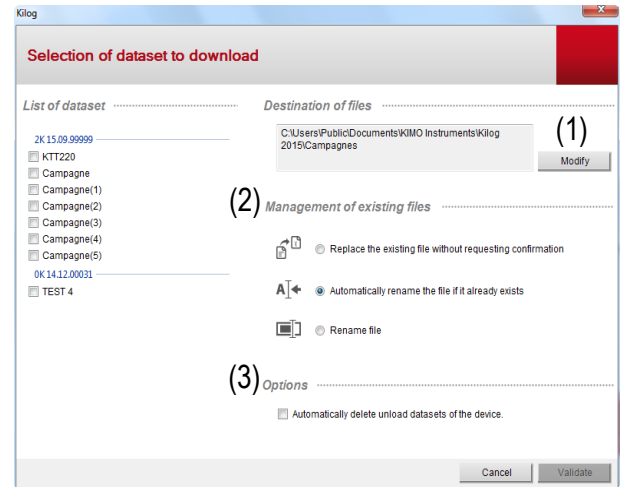 Kilog
Selection of dataset to download
List of dataset
2K 15.09.99999
KTT220
Campagne
Campagne(1)
Campagne(2)
Campagne(3)
Campagne(4)
Campagne(5)
0K 14.12.00031
TEST 4
Destination of files
C:\Users\Public\Documents\KIMO Instruments\Kilog
2015\Campagnes
(1)
Modify
(2) Management of existing files
Replace the existing file without requesting confirmation
A Automatically rename the file if it already exists
Rename file
(3) Options
Automatically delete unload datasets of the device.
Cancel Validate